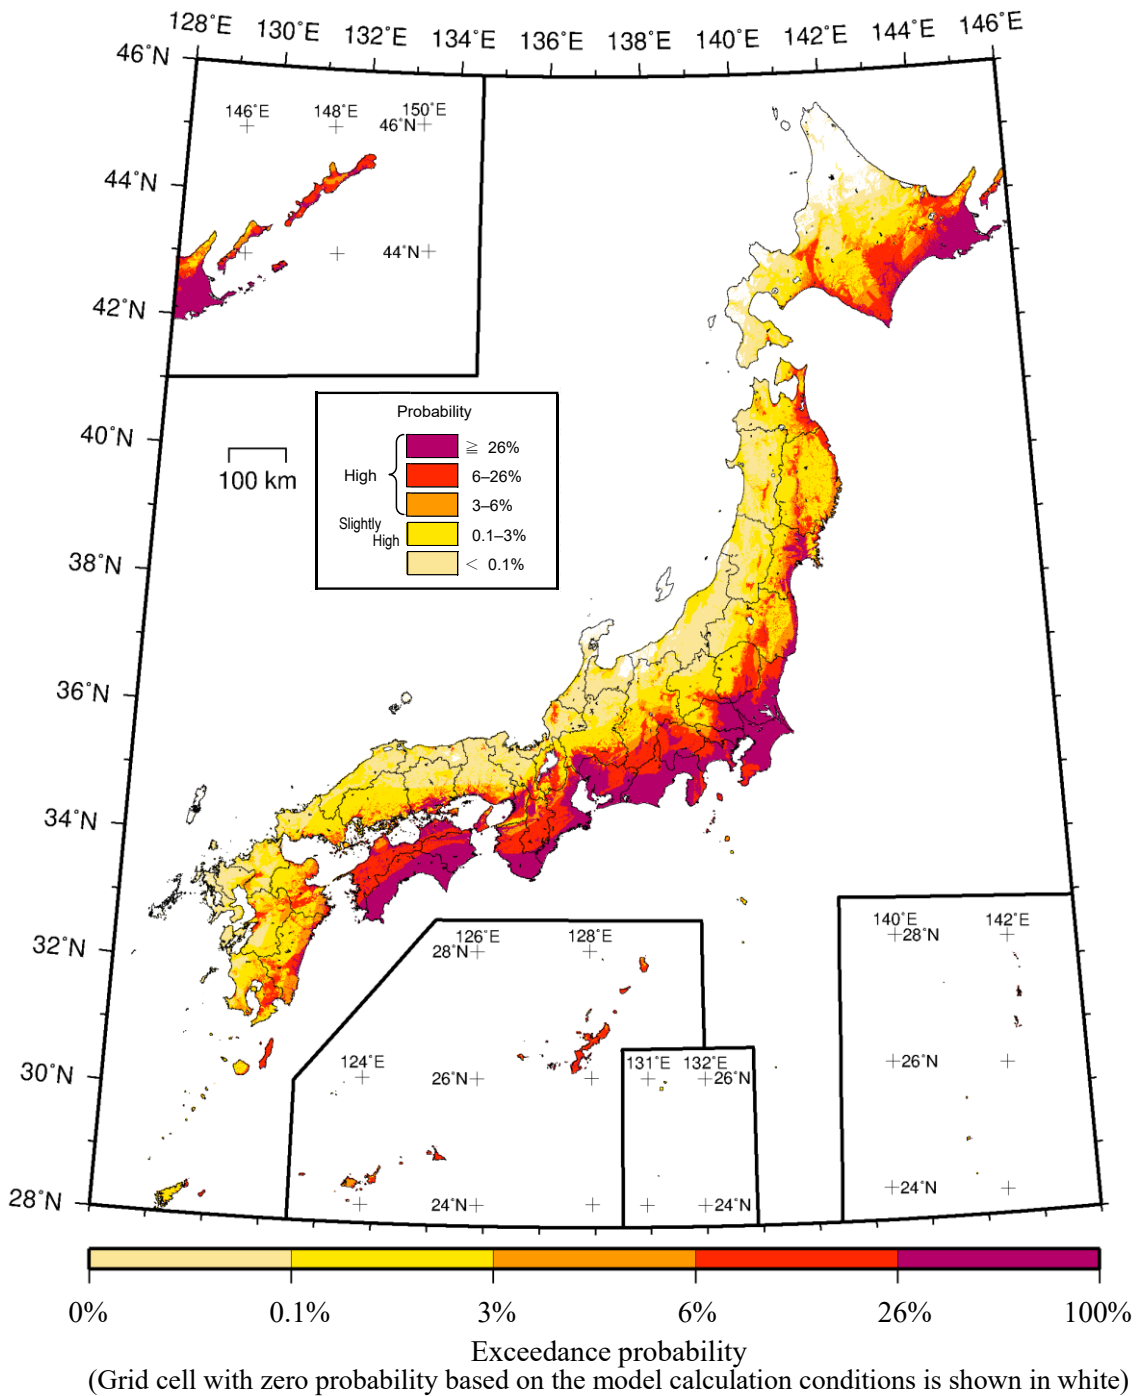 128°E 130°E 132°E 134°E 136°E 138°E 140°E 142°E 144°E 146°E
46°N
146°E 148°E 150°E
46°N
44°N
44°N
42°N
Probability
40°N
≧ 26%
100 km
High
6–26%
3–6%
Slightly
High
0.1–3%
< 0.1%
38°N
36°N
34°N
32°N
126°E 128°E
28°N
140°E 142°E
28°N
30°N
124°E
26°N
131°E 132°E
26°N
26°N
28°N
24°N
24°N
24°N
0% 0.1% 3% 6% 26% 100%
Exceedance probability
(Grid cell with zero probability based on the model calculation conditions is shown in white)